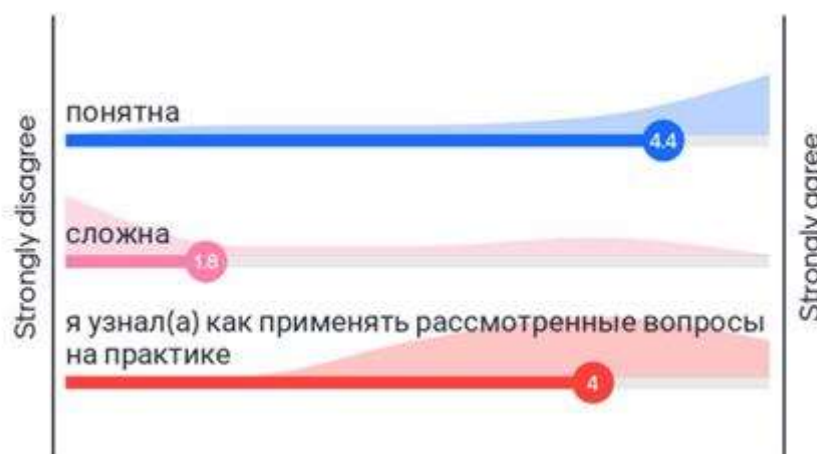 Strongly disagree
понятна
4.4
сложна
1.8
я узнал(а) как применять рассмотренные вопросы
на практике
4
Strongly agree